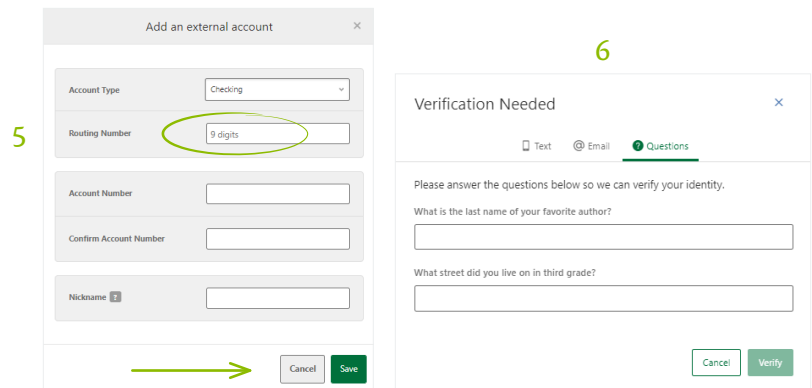 5
Add an external account ×
Account Type Checking
Routing Number 9 digits
Account Number
Confirm Account Number
Nickname ?
Cancel Save
6
Verification Needed ×
Text @ Email ? Questions
Please answer the questions below so we can verify your identity.
What is the last name of your favorite author?
What street did you live on in third grade?
Cancel Verify